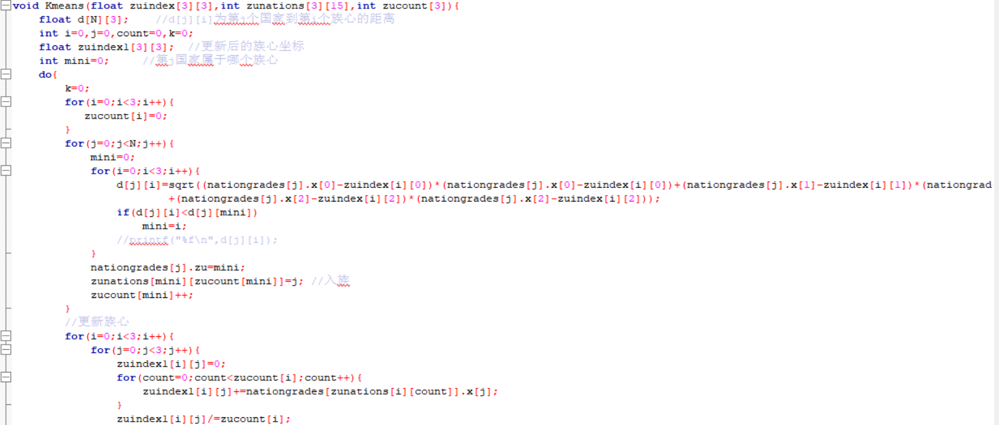 void Kmeans(float zuindex[3][3],int zunations[3][15],int zucount[3]){
    float d[N][3];    //d[j][i]为第j个国家到第i个族心的距离
    int i=0,j=0,count=0,k=0;
    float zuindex1[3][3];  //更新后的族心坐标
    int mini=0;     //第j国家属于哪个族心
    do{
        k=0;
        for(i=0;i<3;i++){
           zucount[i]=0;
        }
        for(j=0;j<N;j++){
            mini=0;
            for(i=0;i<3;i++){
                d[j][i]=sqrt((nationgrades[j].x[0]-zuindex[i][0])*(nationgrades[j].x[0]-zuindex[i][0])+(nationgrades[j].x[1]-zuindex[i][1])*(nationgrad
                        +(nationgrades[j].x[2]-zuindex[i][2])*(nationgrades[j].x[2]-zuindex[i][2]));
                if(d[j][i]<d[j][mini])
                    mini=i;
                //printf("%f\n",d[j][i]);
            }
            nationgrades[j].zu=mini;
            zunations[mini][zucount[mini]]=j; //入族
            zucount[mini]++;
        }
        //更新族心
        for(i=0;i<3;i++){
            for(j=0;j<3;j++){
                zuindex1[i][j]=0;
                for(count=0;count<zucount[i];count++){
                    zuindex1[i][j]+=nationgrades[zunations[i][count]].x[j];
                }
                zuindex1[i][j]/=zucount[i];